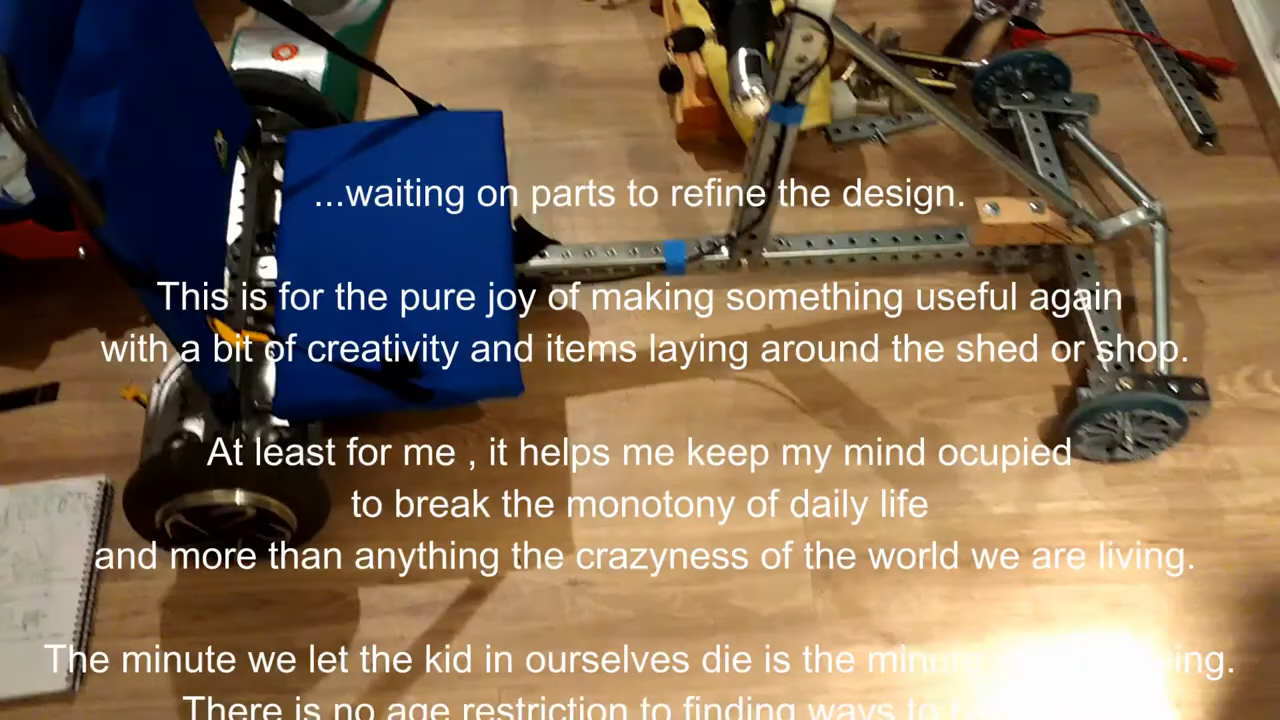 ...waiting on parts to refine the design.
This is for the pure joy of making something useful again
with a bit of creativity and items laying around the shed or shop.
At least for me , it helps me keep my mind ocupied
to break the monotony of daily life
and more than anything the crazyness of the world we are living.
The minute we let the kid in ourselves die is the minute
There is no age restriction to finding ways to